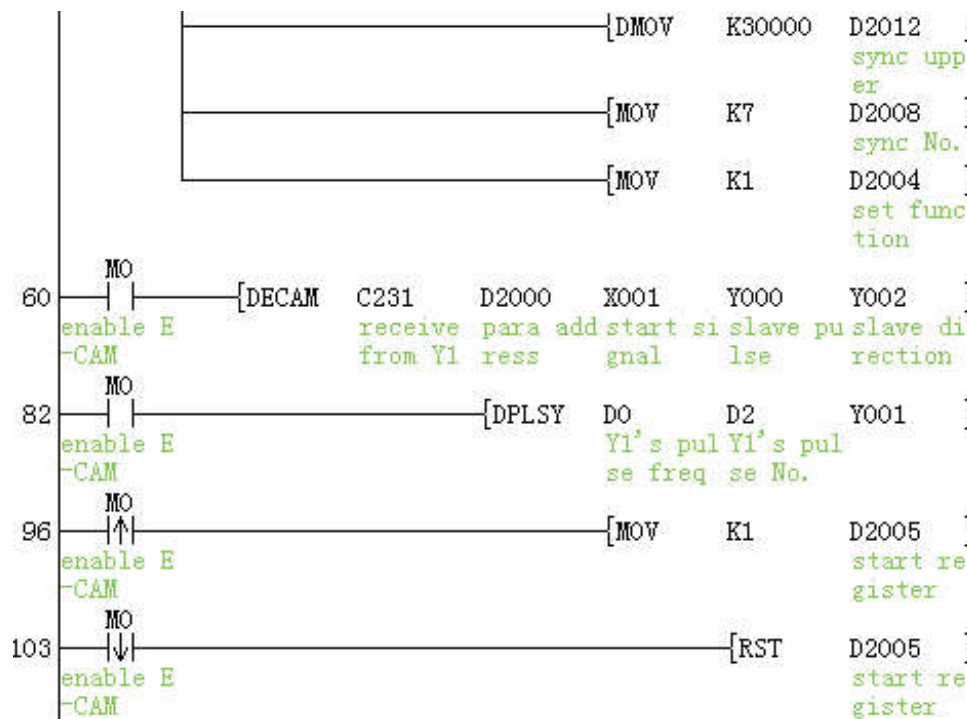 [DMOV K30000 D2012 ]
sync upp
er
[MOV K7 D2008 ]
sync No.
[MOV K1 D2004 ]
set func
tion
M0
60 [DECAM C231 D2000 X001 Y000 Y002 ]
enable E receive para add start si slave pu slave di
-CAM from Y1 ress gnal lse rection
M0
82 [DPLSY D0 D2 Y001 ]
enable E Y1's pul Y1's pul
-CAM se freq se No.
M0
96 [MOV K1 D2005 ]
enable E start re
-CAM gister
M0
103 [RST D2005 ]
enable E start re
-CAM gister